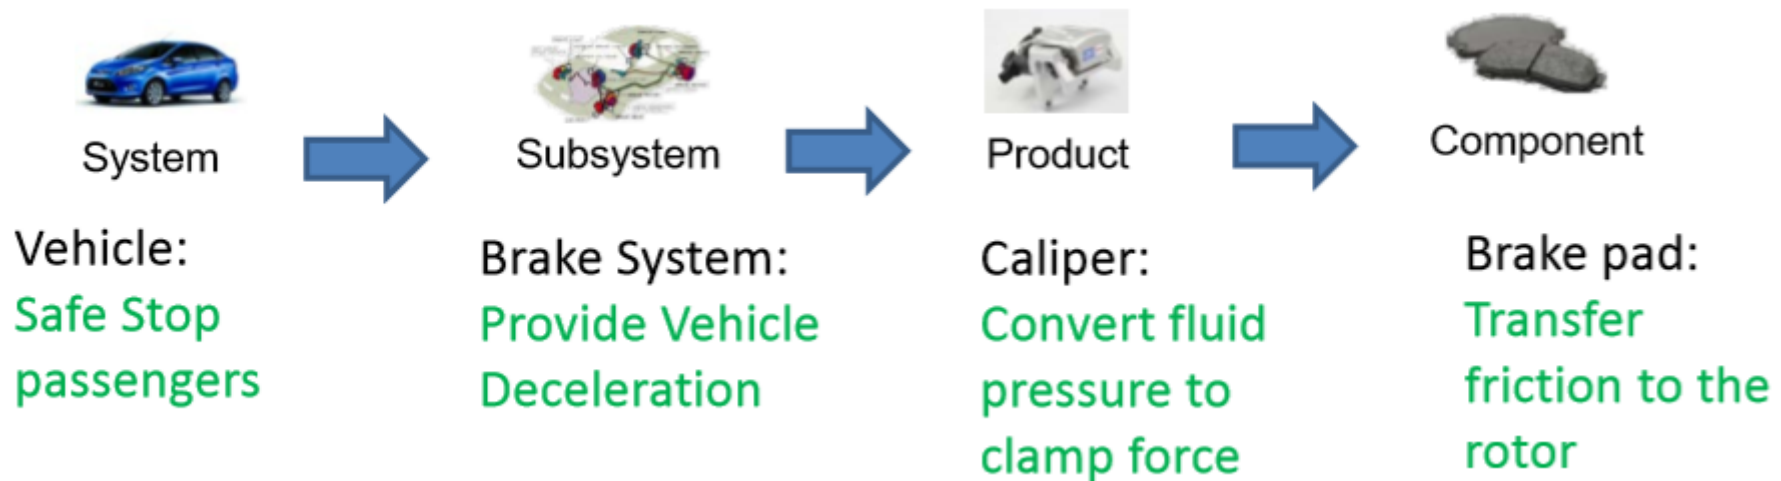 System
Subsystem
Product
Component
Vehicle:
Safe Stop
passengers
Brake System:
Provide Vehicle
Deceleration
Caliper:
Convert fluid
pressure to
clamp force
Brake pad:
Transfer
friction to the
rotor